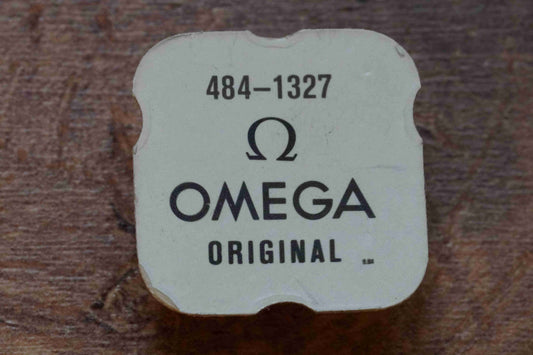 484-1327
Ω
OMEGA
ORIGINAL